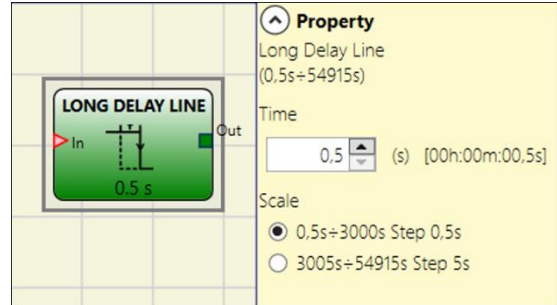 LONG DELAY LINE
In
Out
0.5 s
Property
Long Delay Line
(0,5s÷54915s)
Time
0,5 (s) [00h:00m:00,5s]
Scale
0,5s÷3000s Step 0,5s
3005s÷54915s Step 5s